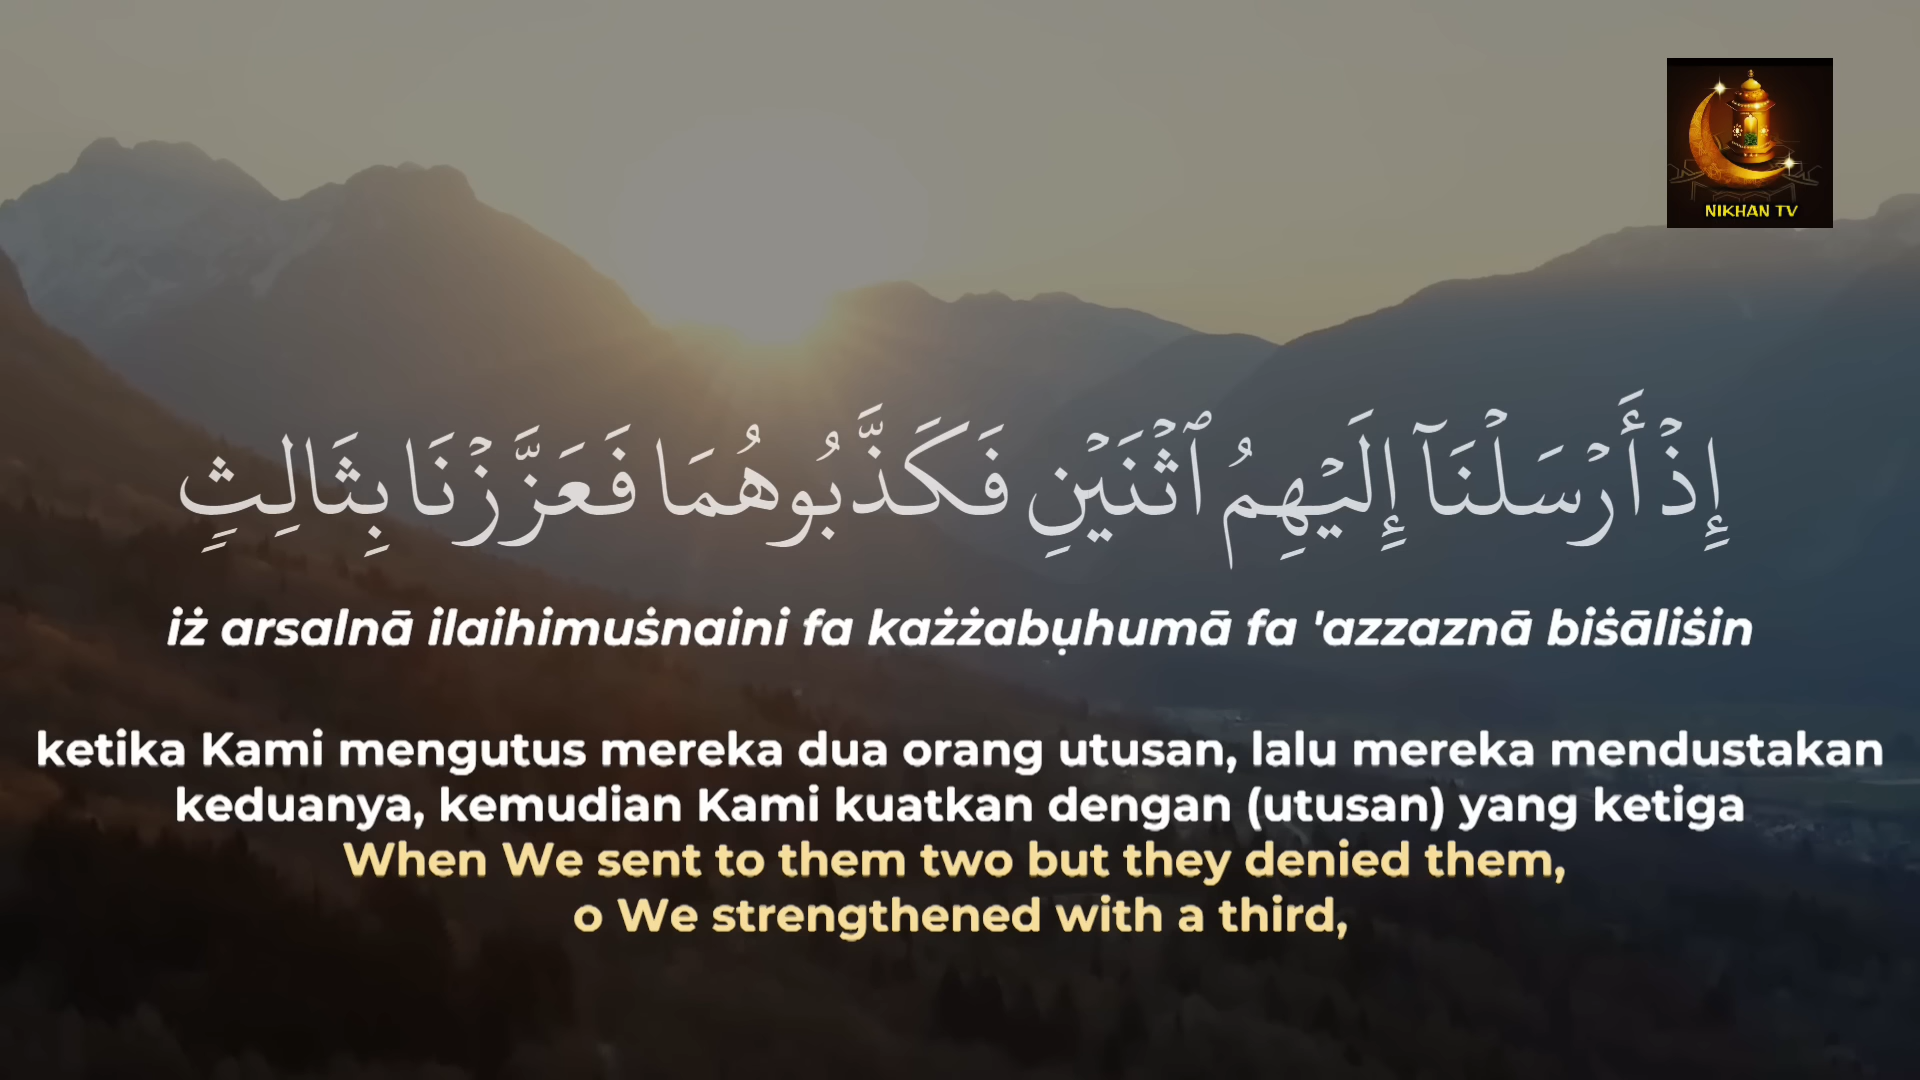 NIKHAN TV
إِذْ أَرْسَلْنَآ إِلَيْهِمُ ٱثْنَيْنِ فَكَذَّبُوهُمَا فَعَزَّزْنَا بِثَالِثٍ
iż arsalnā ilaihimuṡnaini fa każżabụhumā fa 'azzaznā biṡāliṡin
ketika Kami mengutus mereka dua orang utusan, lalu mereka mendustakan
keduanya, kemudian Kami kuatkan dengan (utusan) yang ketiga
When We sent to them two but they denied them,
o We strengthened with a third,